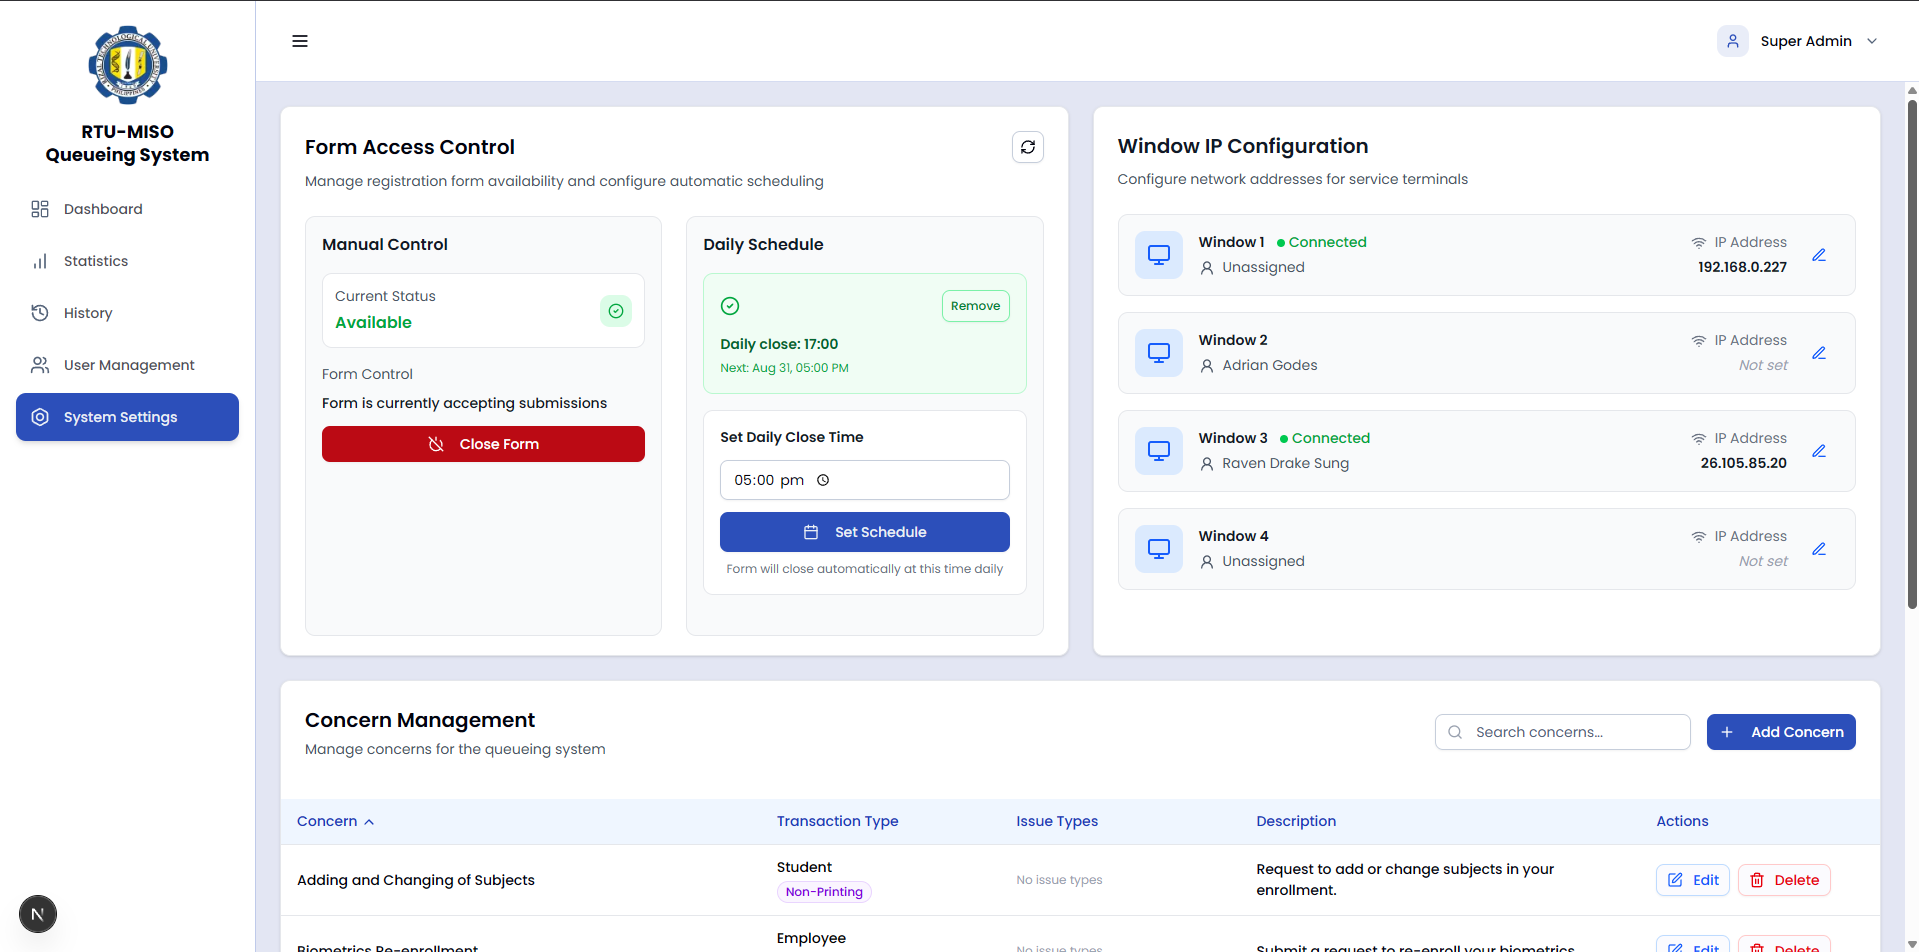 RIZAL TECHNOLOGICAL UNIVERSITY
PHILIPPINES
RTU-MISO
Queueing System
Dashboard
Statistics
History
User Management
System Settings
N
Super Admin
Form Access Control
Manage registration form availability and configure automatic scheduling
Manual Control
Current Status
Available
Form Control
Form is currently accepting submissions
Close Form
Daily Schedule
Remove
Daily close: 17:00
Next: Aug 31, 05:00 PM
Set Daily Close Time
05:00 pm
Set Schedule
Form will close automatically at this time daily
Window IP Configuration
Configure network addresses for service terminals
Window 1 Connected
Unassigned
IP Address
192.168.0.227
Window 2
Adrian Godes
IP Address
Not set
Window 3 Connected
Raven Drake Sung
IP Address
26.105.85.20
Window 4
Unassigned
IP Address
Not set
Concern Management
Manage concerns for the queueing system
Search concerns...
Add Concern
Concern Transaction Type Issue Types Description Actions
Adding and Changing of Subjects
Student
Non-Printing
No issue types
Request to add or change subjects in your
enrollment.
Edit Delete
Biometrics Re-enrollment
Employee
No issue types
Submit a request to re-enroll your biometrics
Edit Delete